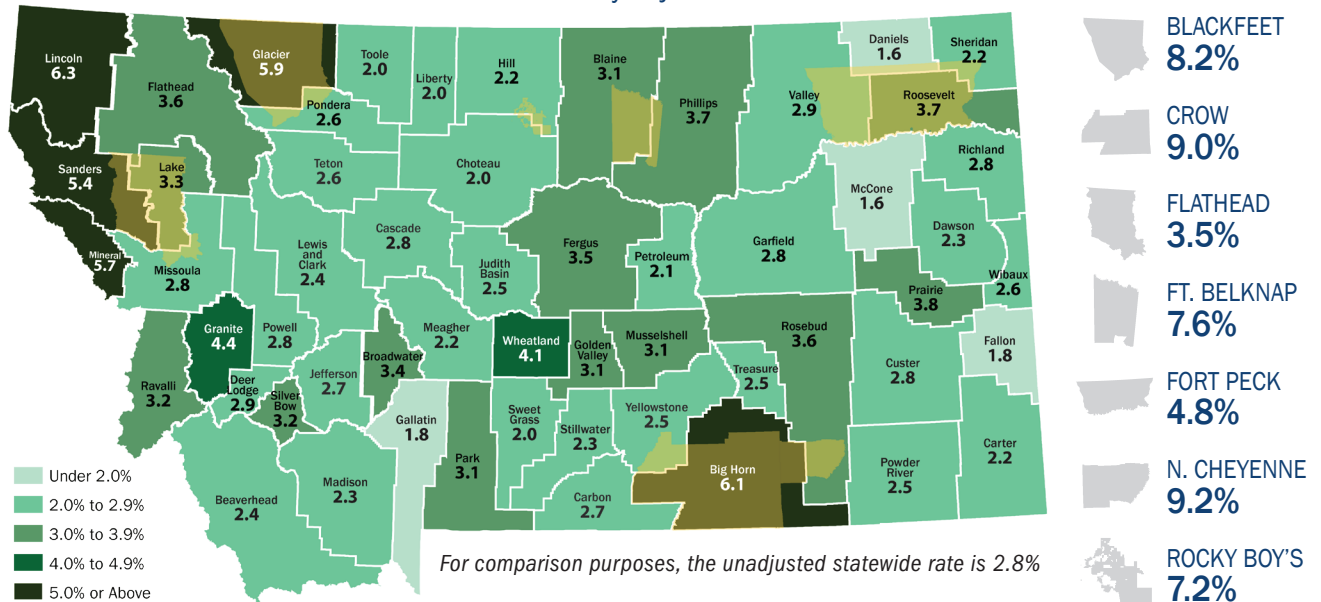 Lincoln
6.3
Flathead
3.6
Glacier
5.9
Toole
2.0
Liberty
2.0
Hill
2.2
Blaine
3.1
Phillips
3.7
Valley
2.9
Daniels
1.6
Sheridan
2.2
Roosevelt
3.7
Pondera
2.6
Teton
2.6
Choteau
2.0
Sanders
5.4
Lake
3.3
Mineral
5.7
Missoula
2.8
Lewis
and
Clark
2.4
Cascade
2.8
Judith
Basin
2.5
Fergus
3.5
Petroleum
2.1
Garfield
2.8
McCone
1.6
Richland
2.8
Dawson
2.3
Wibaux
2.6
Prairie
3.8
Fallon
1.8
Granite
4.4
Powell
2.8
Ravalli
3.2
Deer
Lodge
2.9
Silver
Bow
3.2
Jefferson
2.7
Broadwater
3.4
Meagher
2.2
Wheatland
4.1
Golden
Valley
3.1
Musselshell
3.1
Rosebud
3.6
Treasure
2.5
Custer
2.8
Gallatin
1.8
Park
3.1
Sweet
Grass
2.0
Stillwater
2.3
Yellowstone
2.5
Big Horn
6.1
Carbon
2.7
Powder
River
2.5
Carter
2.2
Beaverhead
2.4
Madison
2.3
Under 2.0%
2.0% to 2.9%
3.0% to 3.9%
4.0% to 4.9%
5.0% or Above
For comparison purposes, the unadjusted statewide rate is 2.8%
BLACKFEET
8.2%
CROW
9.0%
FLATHEAD
3.5%
FT. BELKNAP
7.6%
FORT PECK
4.8%
N. CHEYENNE
9.2%
ROCKY BOY'S
7.2%